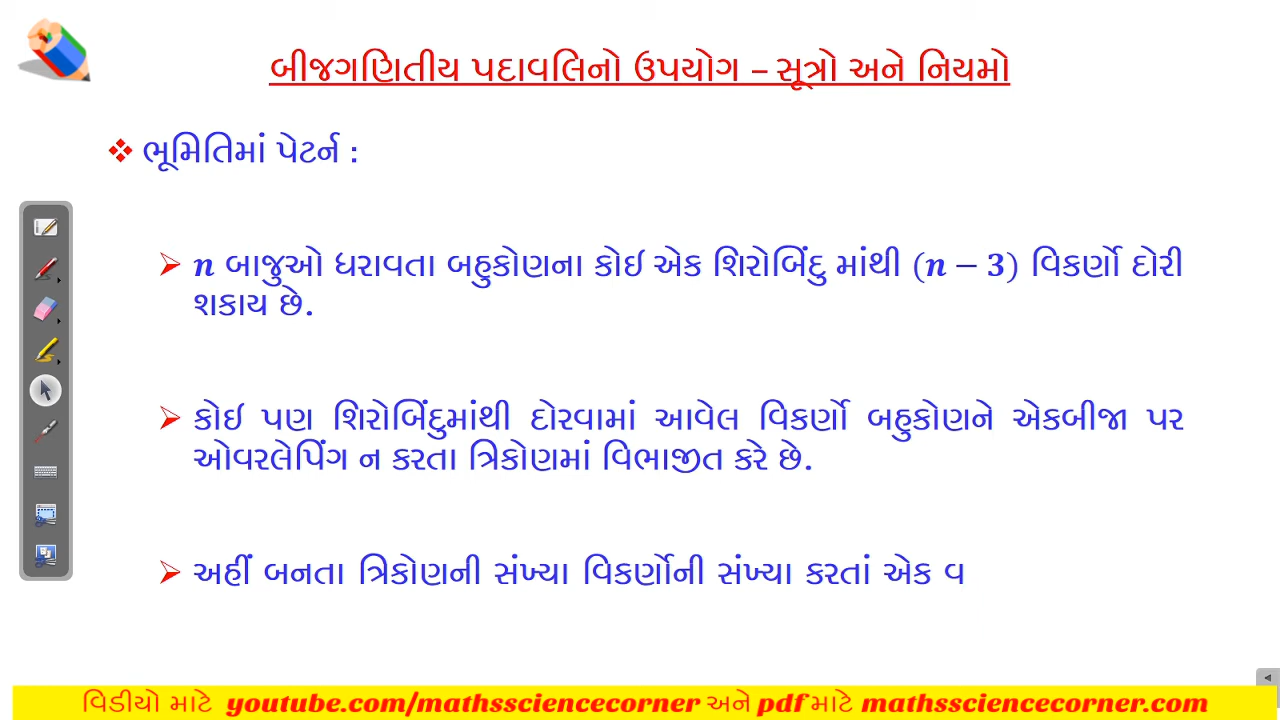 બીજગણિતીય પદાવલિનો ઉપયોગ – સૂત્રો અને નિયમો
ભૂમિતિમાં પેટર્ન :
n બાજુઓ ધરાવતા બહુકોણના કોઈ એક શિરોબિંદુ માંથી (n − 3) વિકર્ણો દોરી
શકાય છે.
કોઈ પણ શિરોબિંદુમાંથી દોરવામાં આવેલ વિકર્ણો બહુકોણને એકબીજા પર
ઓવરલેપિંગ ન કરતા ત્રિકોણમાં વિભાજીત કરે છે.
અહીં બનતા ત્રિકોણની સંખ્યા વિકર્ણોની સંખ્યા કરતાં એક વ
વિડીયો માટે youtube.com/mathssciencecorner અને pdf માટે mathssciencecorner.com